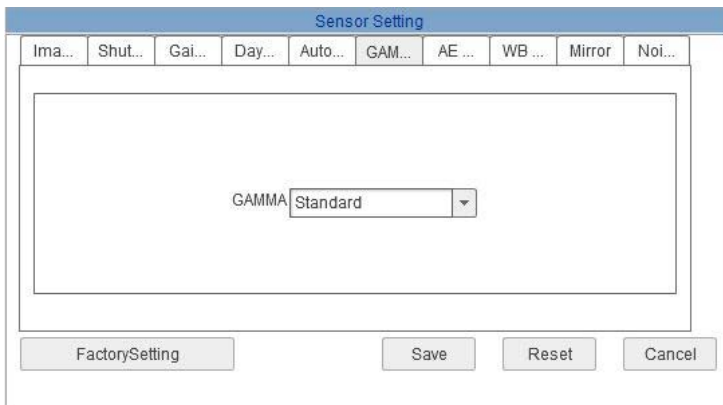 Sensor Setting
Ima... Shut... Gai... Day... Auto... GAM... AE ... WB ... Mirror Noi...
GAMMA Standard
FactorySetting Save Reset Cancel